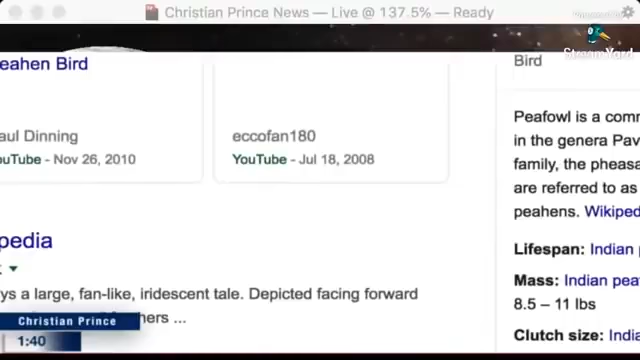 Christian Prince News — Live @ 137.5% — Ready
StreamYard
eahen Bird
aul Dinning
ouTube - Nov 26, 2010
eccofan180
YouTube - Jul 18, 2008
Bird
Peafowl is a comm
in the genera Pav
family, the pheasa
are referred to as
peahens. Wikiped
Lifespan: Indian
Mass: Indian pea
8.5 – 11 lbs
Clutch size: India
pedia
ys a large, fan-like, iridescent tale. Depicted facing forward
hers ...
Christian Prince
1:40